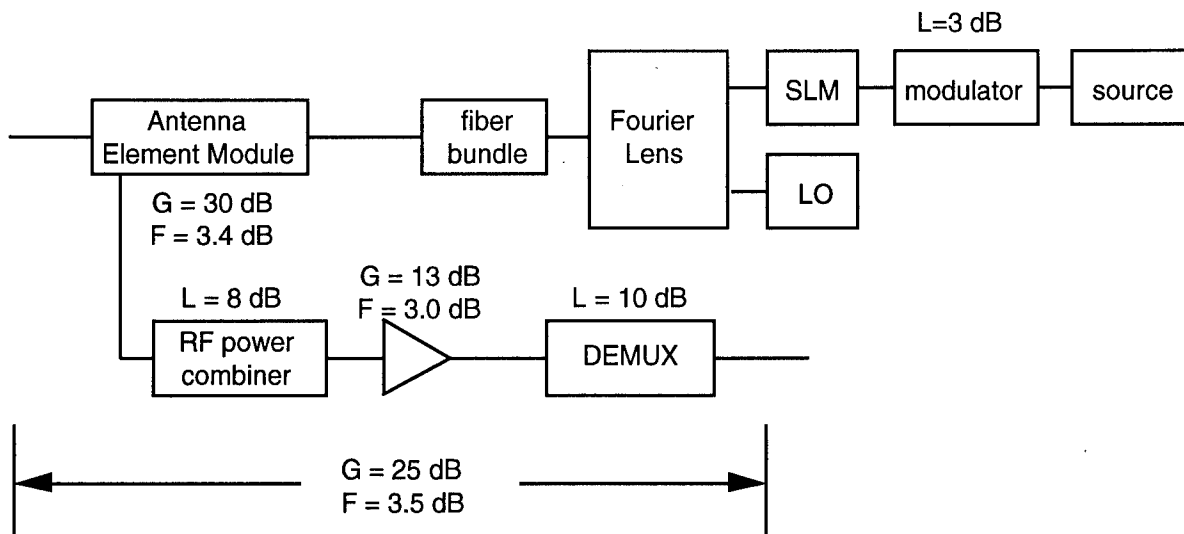 L=3 dB
Antenna
Element Module
fiber
bundle
Fourier
Lens
SLM
modulator
source
LO
G = 30 dB
F = 3.4 dB
L = 8 dB
RF power
combiner
G = 13 dB
F = 3.0 dB
L = 10 dB
DEMUX
G = 25 dB
F = 3.5 dB